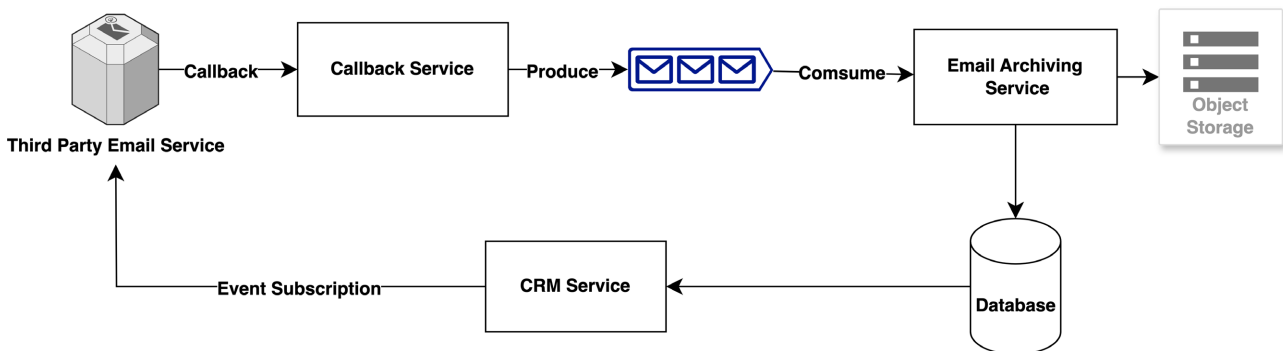 Callback
Callback Service
Produce
Comsume
Email Archiving
Service
Object
Storage
Third Party Email Service
Event Subscription
CRM Service
Database